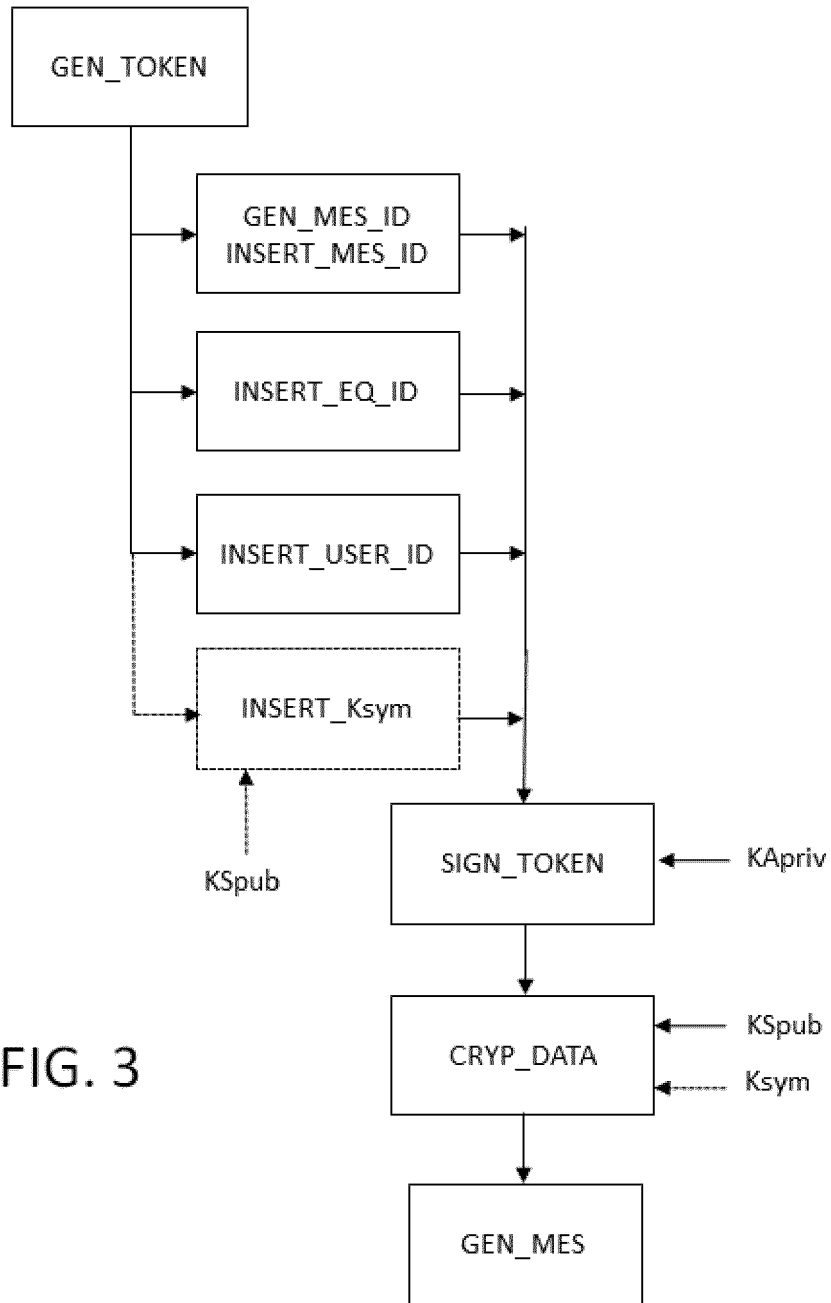 GEN_TOKEN
GEN_MES_ID
INSERT_MES_ID
INSERT_EQ_ID
INSERT_USER_ID
INSERT_Ksym
KSpub
SIGN_TOKEN
KApriv
CRYP_DATA
KSpub
Ksym
FIG. 3
GEN_MES